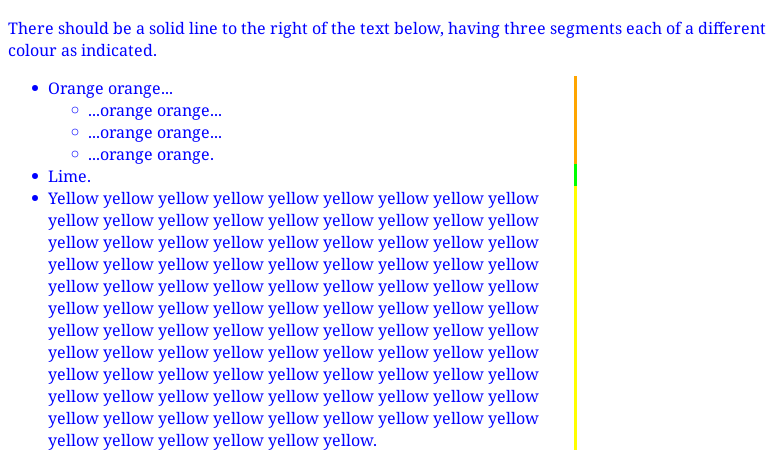 There should be a solid line to the right of the text below, having three segments each of a different
colour as indicated.
Orange orange...
...orange orange...
...orange orange...
...orange orange.
Lime.
Yellow yellow yellow yellow yellow yellow yellow yellow yellow
yellow yellow yellow yellow yellow yellow yellow yellow yellow
yellow yellow yellow yellow yellow yellow yellow yellow yellow
yellow yellow yellow yellow yellow yellow yellow yellow yellow
yellow yellow yellow yellow yellow yellow yellow yellow yellow
yellow yellow yellow yellow yellow yellow yellow yellow yellow
yellow yellow yellow yellow yellow yellow yellow yellow yellow
yellow yellow yellow yellow yellow yellow yellow yellow yellow
yellow yellow yellow yellow yellow yellow yellow yellow yellow
yellow yellow yellow yellow yellow yellow yellow yellow yellow
yellow yellow yellow yellow yellow yellow yellow yellow yellow
yellow yellow yellow yellow yellow yellow.